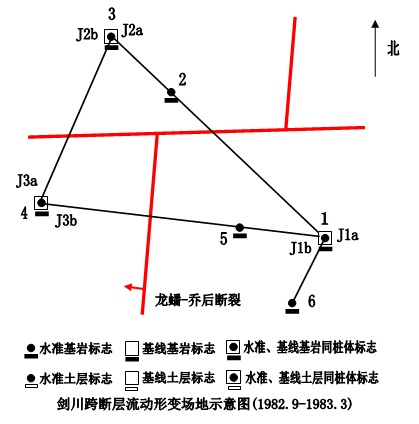 3
J2b J2a
北
2
J3a
4 J3b
1
J1a
J1b
5
6
龙蟠-乔后断裂
水准基岩标志 基线基岩标志 水准、基线基岩同桩体标志
水准土层标志 基线土层标志 水准、基线土层同桩体标志
剑川跨断层流动形变场地示意图(1982.9-1983.3)